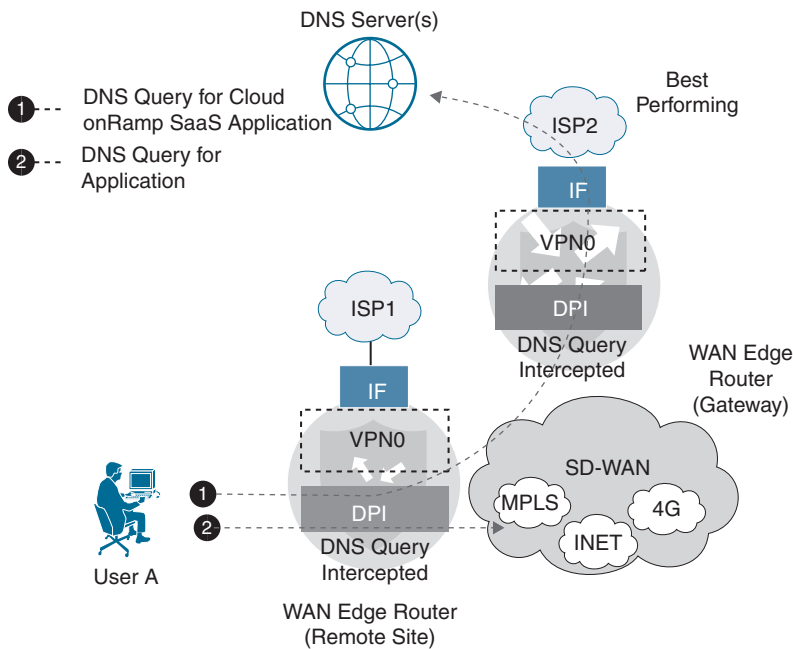 DNS Server(s)
1
DNS Query for Cloud
onRamp SaaS Application
2
DNS Query for
Application
Best
Performing
ISP2
IF
VPN0
DPI
DNS Query
Intercepted
WAN Edge
Router
(Gateway)
ISP1
IF
VPN0
DPI
DNS Query
Intercepted
WAN Edge Router
(Remote Site)
1
2
User A
SD-WAN
MPLS
4G
INET